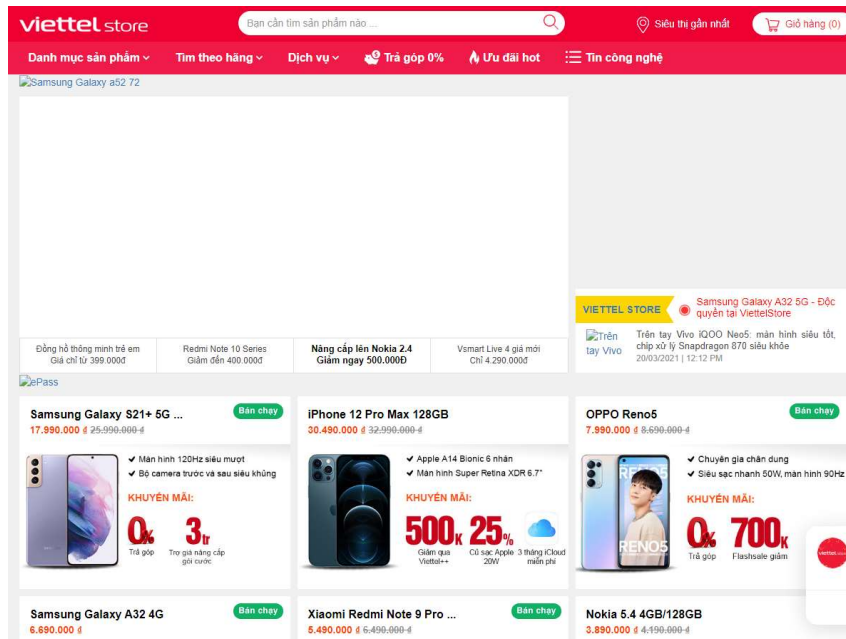 viettel store
Bạn cần tìm sản phẩm nào ...
Siêu thị gần nhất
Giỏ hàng (0)
Danh mục sản phẩm
Tìm theo hãng
Dịch vụ
Trả góp 0%
Ưu đãi hot
Tin công nghệ
Samsung Galaxy a52 72
VIETTEL STORE
Samsung Galaxy A32 5G - Độc
quyền tại ViettelStore
Trên
tay Vivo
Trên tay Vivo iQOO Neo5: màn hình siêu tốt,
chip xử lý Snapdragon 870 siêu khỏe
20/03/2021 | 12:12 PM
Đồng hồ thông minh trẻ em
Giá chỉ từ 399.000đ
Redmi Note 10 Series
Giảm đến 400.000đ
Nâng cấp lên Nokia 2.4
Giảm ngay 500.000Đ
Vsmart Live 4 giá mới
Chỉ 4.290.000đ
ePass
Samsung Galaxy S21+ 5G ...
Bán chạy
17.990.000 ₫ 25.990.000 ₫
Màn hình 120Hz siêu mượt
Bộ camera trước và sau siêu khủng
KHUYẾN MÃI:
0%
Trả góp
3tr
Trợ giá nâng cấp
gói cước
iPhone 12 Pro Max 128GB
30.490.000 ₫ 32.990.000 ₫
Apple A14 Bionic 6 nhân
Màn hình Super Retina XDR 6.7"
KHUYẾN MÃI:
500K
Giảm qua
Viettel++
25%
Củ sạc Apple
20W
3 tháng iCloud
miễn phí
OPPO Reno5
Bán chạy
7.990.000 ₫ 8.690.000 ₫
Chuyên gia chân dung
Siêu sạc nhanh 50W, màn hình 90Hz
KHUYẾN MÃI:
0%
Trả góp
700K
Flashsale giảm
RENO5
RENO5
viettel store
Samsung Galaxy A32 4G
Bán chạy
6.690.000 ₫
Xiaomi Redmi Note 9 Pro ...
Bán chạy
5.490.000 ₫ 6.490.000 ₫
Nokia 5.4 4GB/128GB
3.890.000 ₫ 4.190.000 ₫